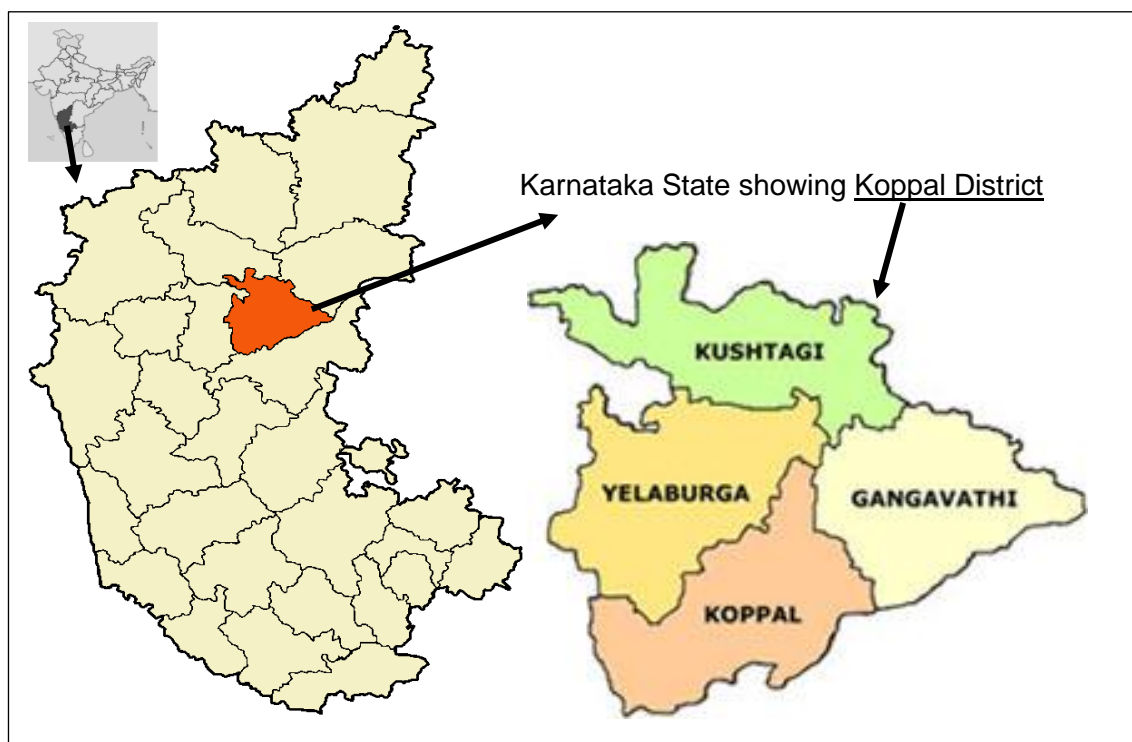 Karnataka State showing Koppal District
KUSHTAGI
YELABURGA
GANGAVATHI
KOPPAL